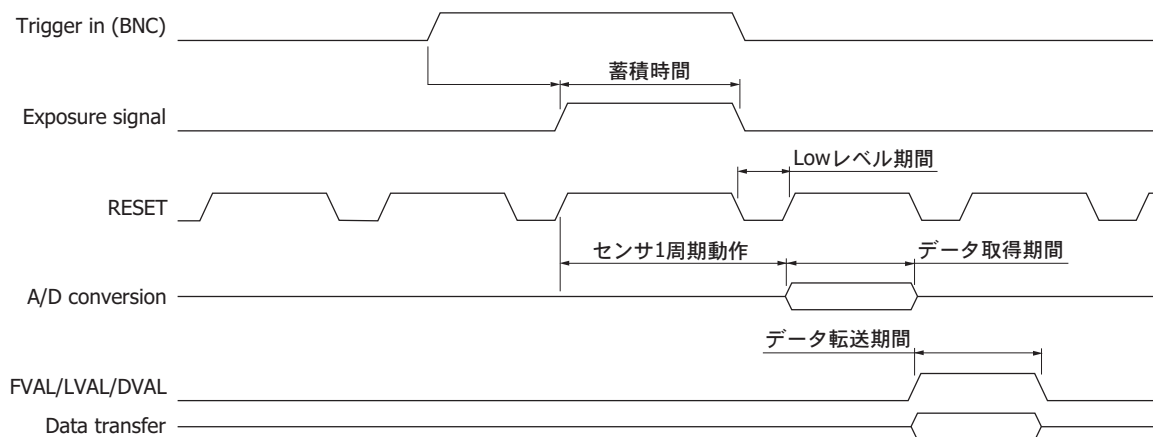 Trigger in (BNC)
蓄積時間
Exposure signal
Lowレベル期間
RESET
センサ1周期動作
データ取得期間
A/D conversion
データ転送期間
FVAL/LVAL/DVAL
Data transfer